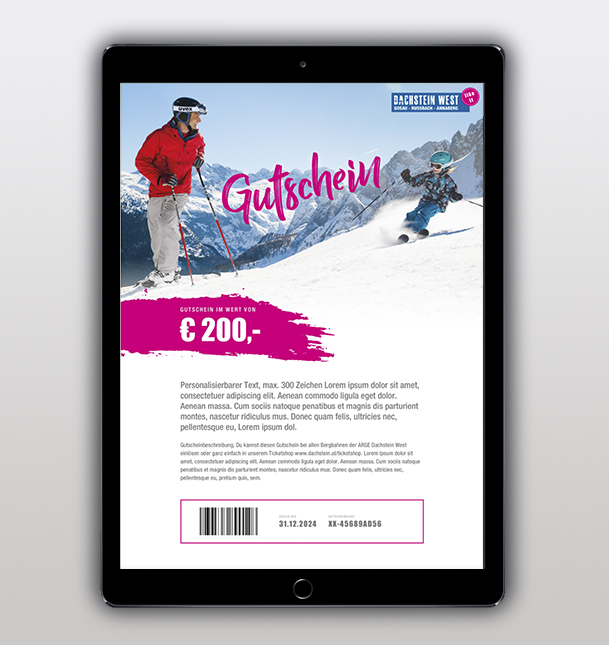 DACHSTEIN WEST
GOSAU · RUSSBACH · ANNABERG
like it
uvex
Gutschein
GUTSCHEIN IM WERT VON
€ 200,-
Personalisierbarer Text, max. 300 Zeichen Lorem ipsum dolor sit amet,
consectetuer adipiscing elit. Aenean commodo ligula eget dolor.
Aenean massa. Cum sociis natoque penatibus et magnis dis parturient
montes, nascetur ridiculus mus. Donec quam felis, ultricies nec,
pellentesque eu, Lorem ipsum dol.
Gutscheinbeschreibung. Du kannst diesen Gutschein bei allen Bergbahnen der ARGE Dachstein West
einlösen oder ganz einfach in unserem Ticketshop www.dachstein.at/ticketshop. Lorem ipsum dolor sit
amet, consectetuer adipiscing elit. Aenean commodo ligula eget dolor. Aenean massa. Cum sociis natoque
penatibus et magnis dis parturient montes, nascetur ridiculus mus. Donec quam felis, ultricies nec,
pellentesque eu, pretium quis, sem.
31.12.2024 XX-45689AD56